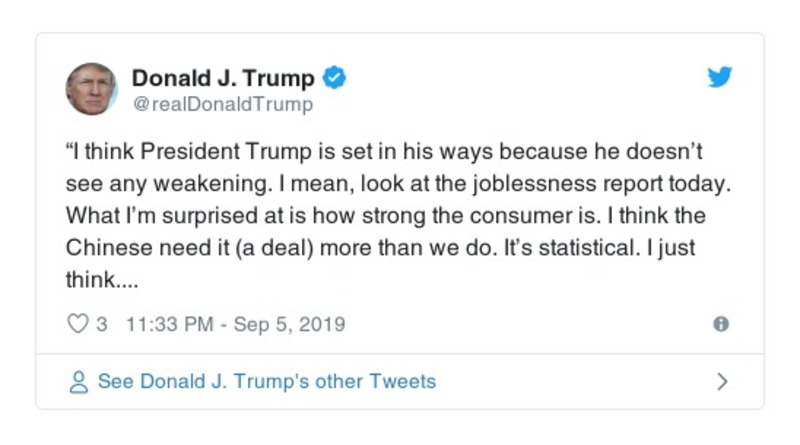 Donald J. Trump
@realDonaldTrump
“I think President Trump is set in his ways because he doesn’t
see any weakening. I mean, look at the joblessness report today.
What I’m surprised at is how strong the consumer is. I think the
Chinese need it (a deal) more than we do. It’s statistical. I just
think....
3 11:33 PM - Sep 5, 2019
See Donald J. Trump's other Tweets